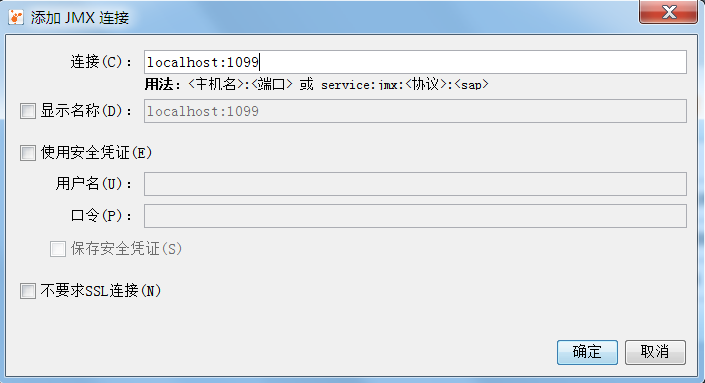 添加 JMX 连接
连接(C): localhost:1099
用法: <主机名>:<端口> 或 service:jmx:<协议>:<sap>
显示名称(D): localhost:1099
使用安全凭证(E)
用户名(U):
口令(P):
保存安全凭证(S)
不要求SSL连接(N)
确定 取消